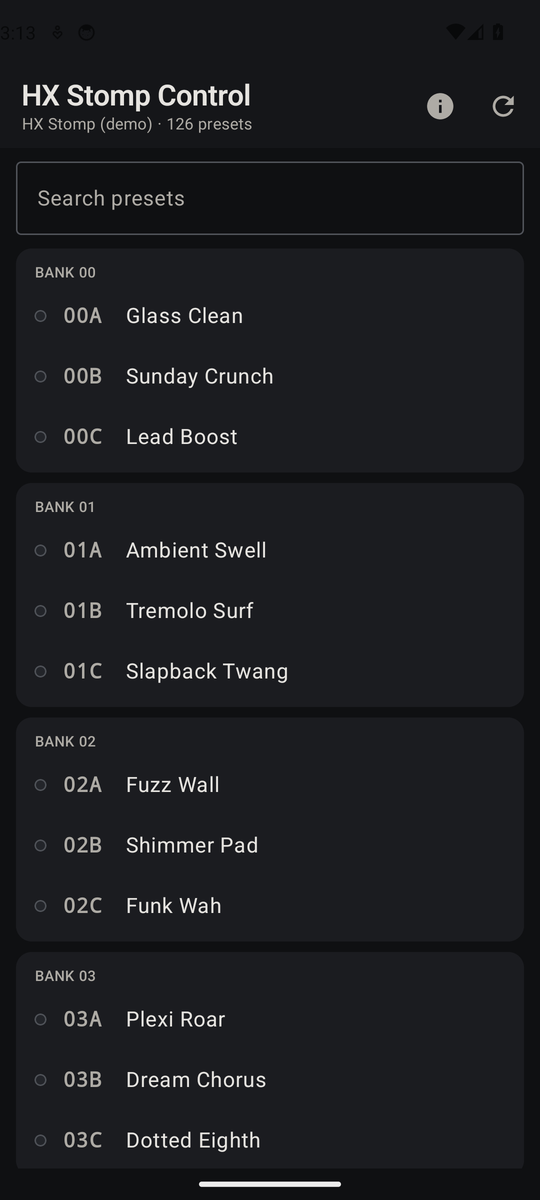 3:13
HX Stomp Control
HX Stomp (demo) · 126 presets
Search presets
BANK 00
00A Glass Clean
00B Sunday Crunch
00C Lead Boost
BANK 01
01A Ambient Swell
01B Tremolo Surf
01C Slapback Twang
BANK 02
02A Fuzz Wall
02B Shimmer Pad
02C Funk Wah
BANK 03
03A Plexi Roar
03B Dream Chorus
03C Dotted Eighth